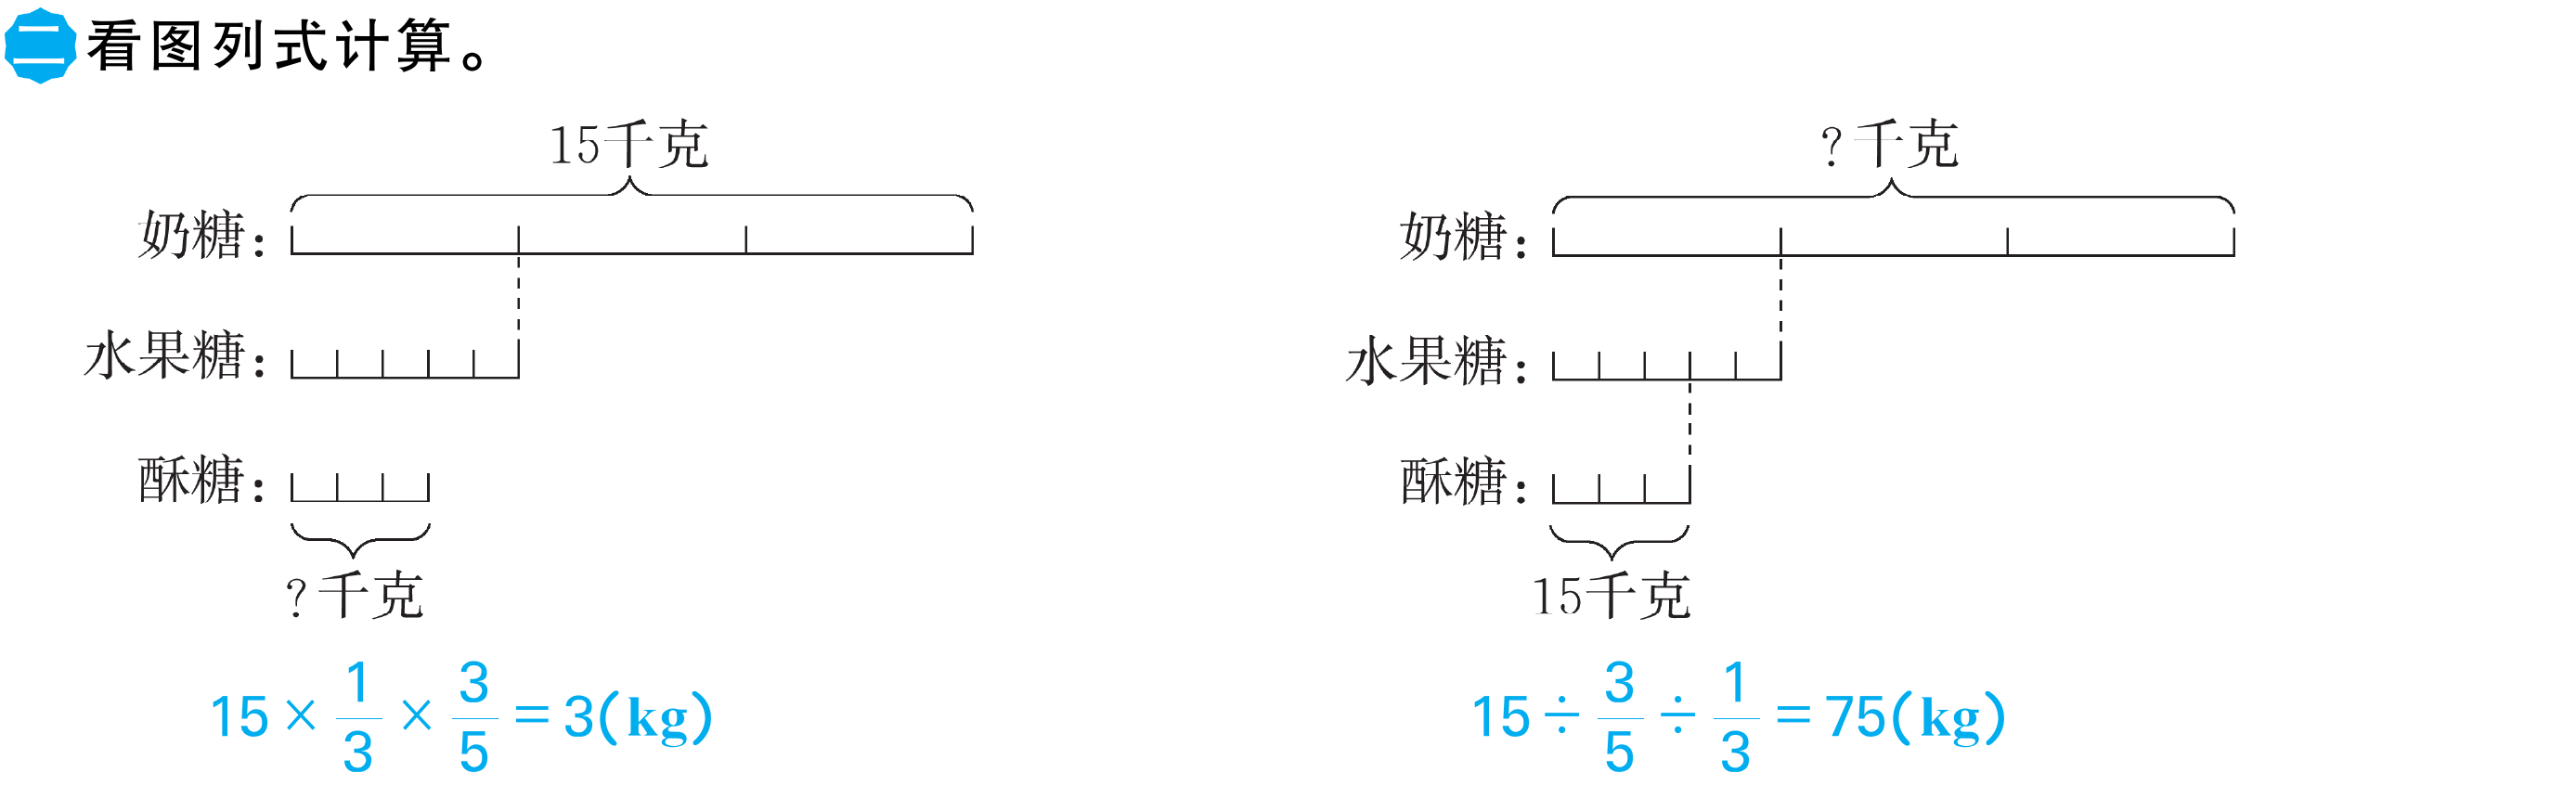 二 看图列式计算。
15千克
奶糖：
水果糖：
酥糖：
?千克
15 × 1/3 × 3/5 = 3(kg)
?千克
奶糖：
水果糖：
酥糖：
15千克
15 ÷ 3/5 ÷ 1/3 = 75(kg)